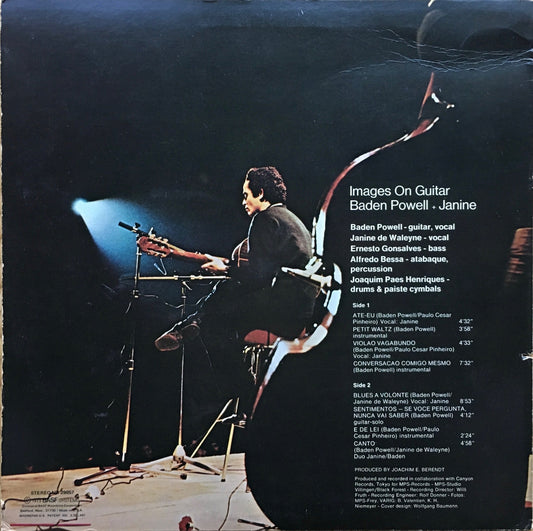 Images On Guitar
Baden Powell + Janine
Baden Powell - guitar, vocal
Janine de Waleyne - vocal
Ernesto Gonsalves - bass
Alfredo Bessa - atabaque,
percussion
Joaquim Paes Henriques -
drums & paiste cymbals
Side 1
ATE-EU (Baden Powell/Paulo Cesar
Pinheiro) Vocal: Janine 4'32"
PETIT WALTZ (Baden Powell) 3'58"
instrumental
VIOLAO VAGABUNDO 4'33"
(Baden Powell/Paulo Cesar Pinheiro)
Vocal: Janine
CONVERSACAO COMIGO MESMO 7'32"
(Baden Powell) instrumental
Side 2
BLUES A VOLONTE (Baden Powell/
Janine de Waleyne) Vocal: Janine 8'53"
SENTIMENTOS – SE VOCE PERGUNTA,
NUNCA VAI SABER (Baden Powell) 4'12"
guitar-solo
E DE LEI (Baden Powell/Paulo
Cesar Pinheiro) instrumental 2'24"
CANTO 4'58"
(Baden Powell/Janine de Waleyne)
Duo Janine/Baden
PRODUCED BY JOACHIM E. BERENDT
Produced and recorded in collaboration with Canyon
Records, Tokyo for MPS-Records - MPS-Studio
Villingen/Black Forest - Recording Director: Willi
Fruth - Recording Engineer: Rolf Donner - Fotos:
MPS-Frey, VARIG, B. Valentien, K. H.
Niemeyer - Cover design: Wolfgang Baumann
STEREO